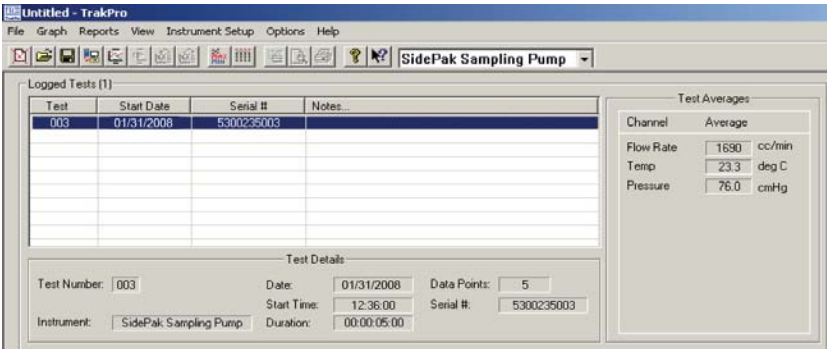 Untitled - TrakPro
File Graph Reports View Instrument Setup Options Help
SidePak Sampling Pump
Logged Tests (1)
Test Start Date Serial # Notes...
003 01/31/2008 5300235003
Test Averages
Channel Average
Flow Rate 1690 cc/min
Temp 23.3 deg C
Pressure 76.0 cmHg
Test Details
Test Number: 003 Date: 01/31/2008 Data Points: 5
Start Time: 12:36:00 Serial #: 5300235003
Instrument: SidePak Sampling Pump Duration: 00:00:05:00